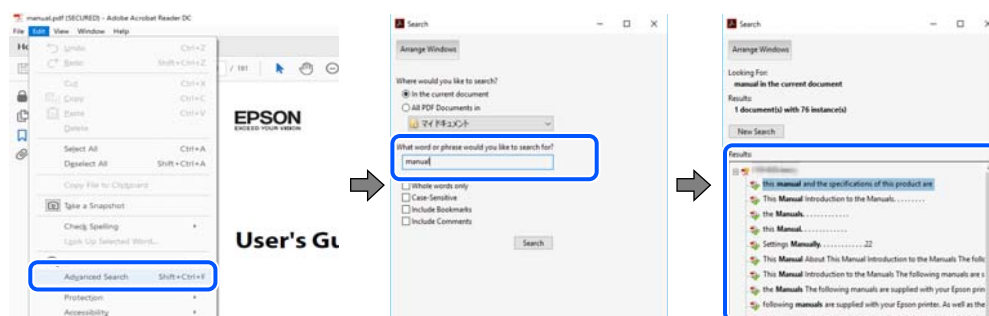 manual.pdf (SECURED) - Adobe Acrobat Reader DC
File Edit View Window Help
Undo Ctrl+Z
Redo Shift+Ctrl+Z
Cut Ctrl+X
Copy Ctrl+C
Paste Ctrl+V
Delete
Select All Ctrl+A
Deselect All Shift+Ctrl+A
Copy File to Clipboard
Take a Snapshot
Check Spelling
Look Up Selected Word...
Advanced Search Shift+Ctrl+F
Protection
Accessibility
/ 181
EPSON
EXCEED YOUR VISION
User's Gu
Search
Arrange Windows
Where would you like to search?
In the current document
All PDF Documents in
マイ ドキュメント
What word or phrase would you like to search for?
manual
Whole words only
Case-Sensitive
Include Bookmarks
Include Comments
Search
Search
Arrange Windows
Looking For:
manual in the current document
Results:
1 document(s) with 76 instance(s)
New Search
Results:
this manual and the specifications of this product are
This Manual Introduction to the Manuals. . . . . . . .
the Manuals. . . . . . . . . . . .
this Manual. . . . . . . . . . . .
Settings Manually. . . . . . . . . . . .22
This Manual About This Manual Introduction to the Manuals The follo
This Manual Introduction to the Manuals The following manuals are s
the Manuals The following manuals are supplied with your Epson prin
following manuals are supplied with your Epson printer. As well as the